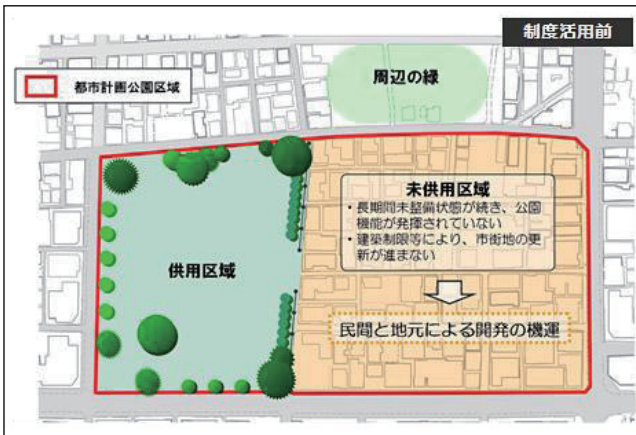 制度活用前
都市計画公園区域
周辺の緑
未供用区域
・長期間未整備状態が続き、公園
機能が発揮されていない
・建築制限等により、市街地の更
新が進まない
供用区域
民間と地元による開発の機運